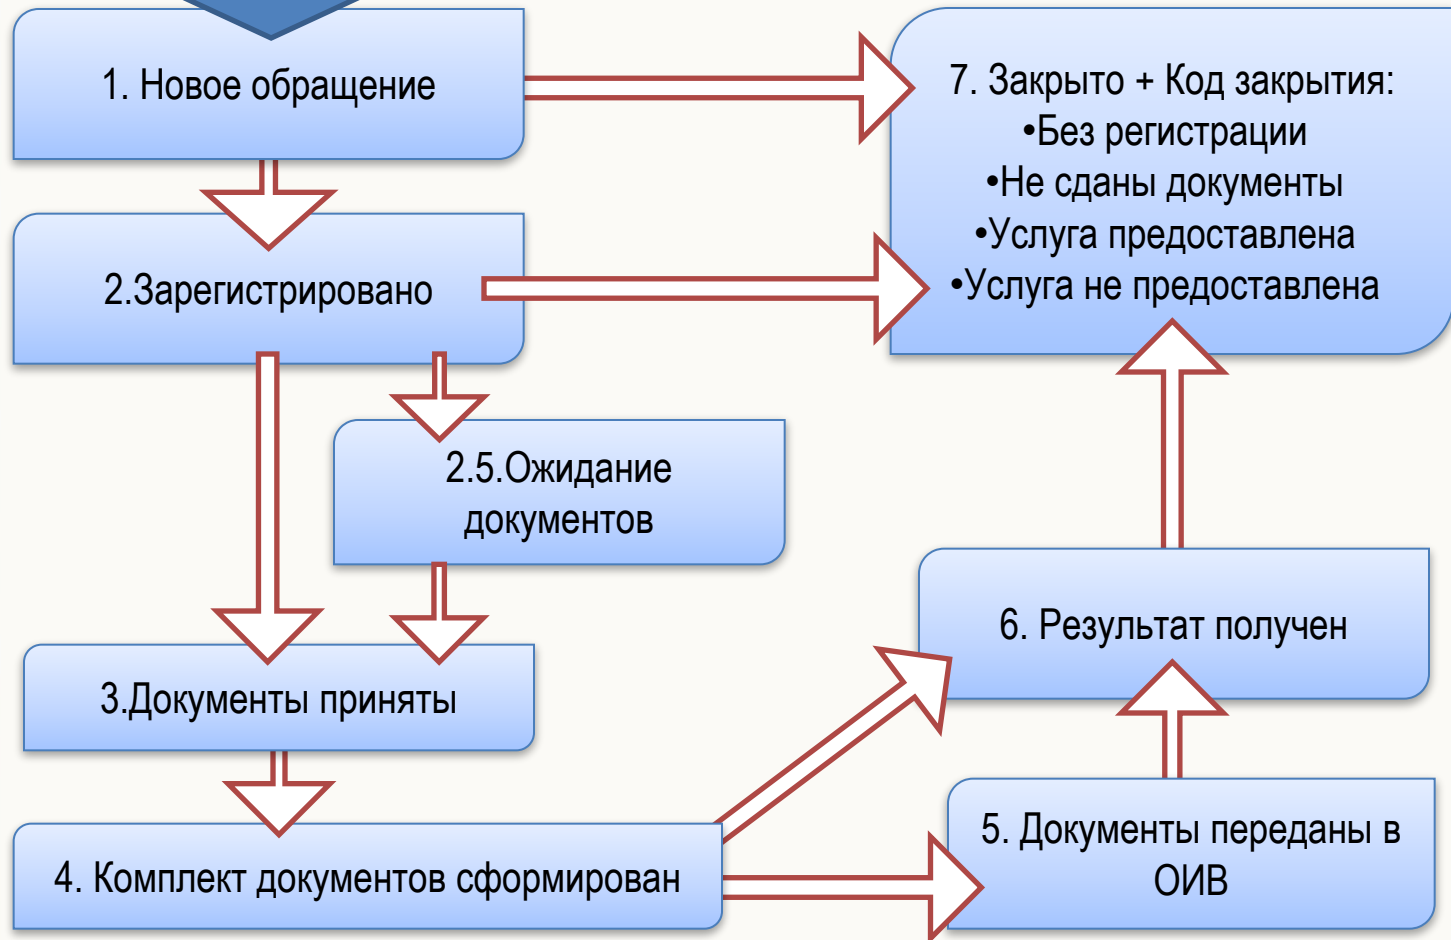 1. Новое обращение
7. Закрыто + Код закрытия:
•Без регистрации
•Не сданы документы
•Услуга предоставлена
•Услуга не предоставлена
2.Зарегистрировано
2.5.Ожидание
документов
6. Результат получен
3.Документы приняты
4. Комплект документов сформирован
5. Документы переданы в
ОИВ